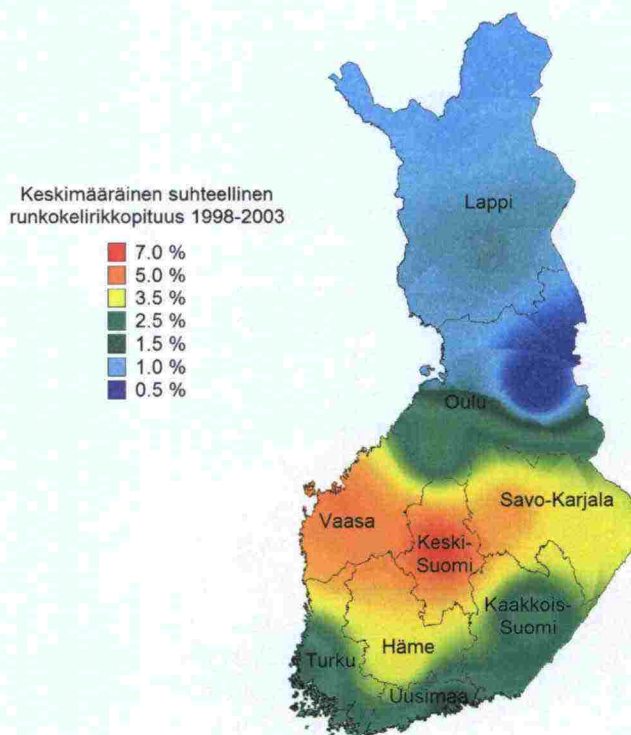 Keskimääräinen suhteellinen
runkokelirikkopituus 1998-2003
7.0 %
5.0 %
3.5 %
2.5 %
1.5 %
1.0 %
0.5 %
Lappi
Oulu
Savo-Karjala
Vaasa
Keski-
Suomi
Kaakkois-
Suomi
Häme
Turku
Uusimaa